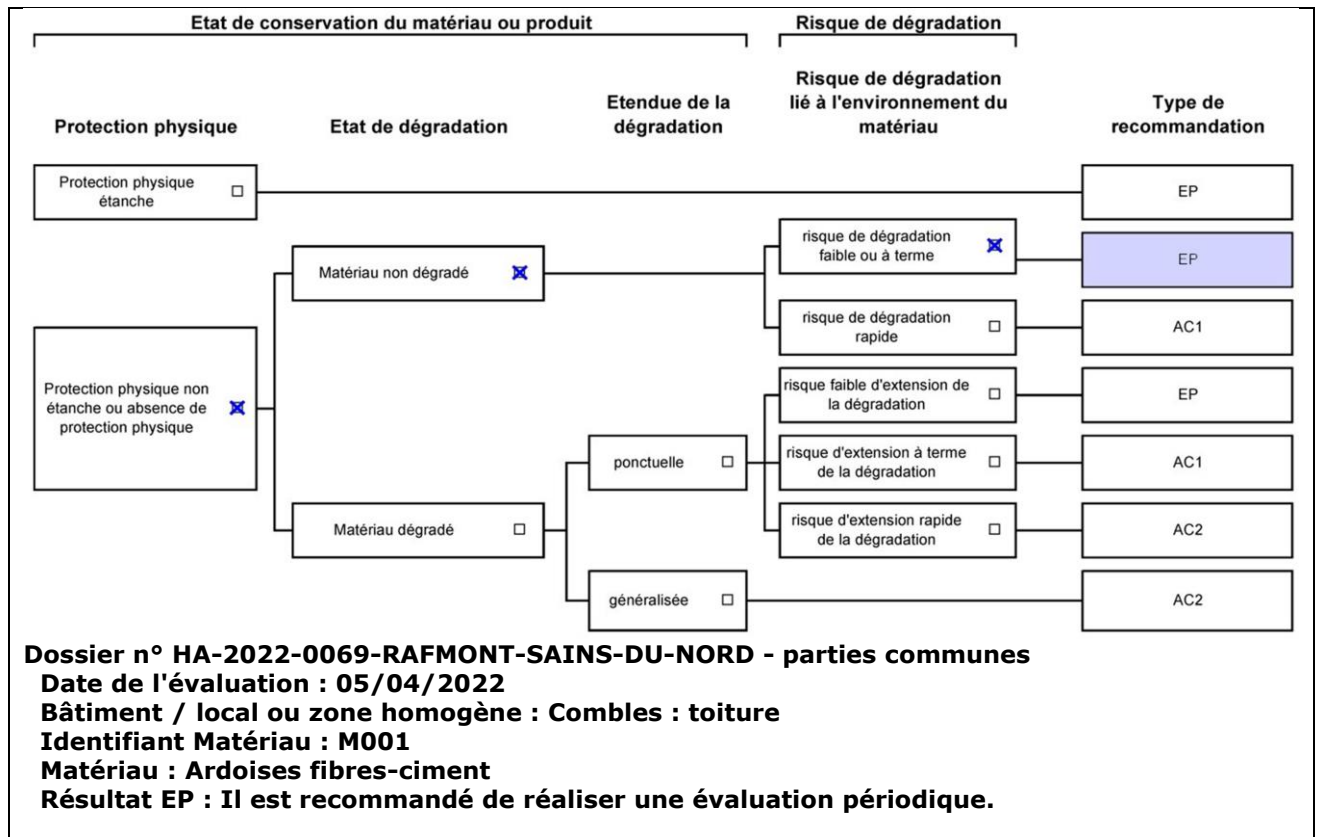 Etat de conservation du matériau ou produit
Risque de dégradation
Protection physique
Etat de dégradation
Etendue de la
dégradation
Risque de dégradation
lié à l'environnement du
matériau
Type de
recommandation
Protection physique
étanche
EP
Protection physique non
étanche ou absence de
protection physique
Matériau non dégradé
risque de dégradation
faible ou à terme
EP
risque de dégradation
rapide
AC1
Matériau dégradé
ponctuelle
risque faible d'extension de
la dégradation
EP
risque d'extension à terme
de la dégradation
AC1
risque d'extension rapide
de la dégradation
AC2
généralisée
AC2
Dossier n° HA-2022-0069-RAFMONT-SAINS-DU-NORD - parties communes
Date de l'évaluation : 05/04/2022
Bâtiment / local ou zone homogène : Combles : toiture
Identifiant Matériau : M001
Matériau : Ardoises fibres-ciment
Résultat EP : Il est recommandé de réaliser une évaluation périodique.